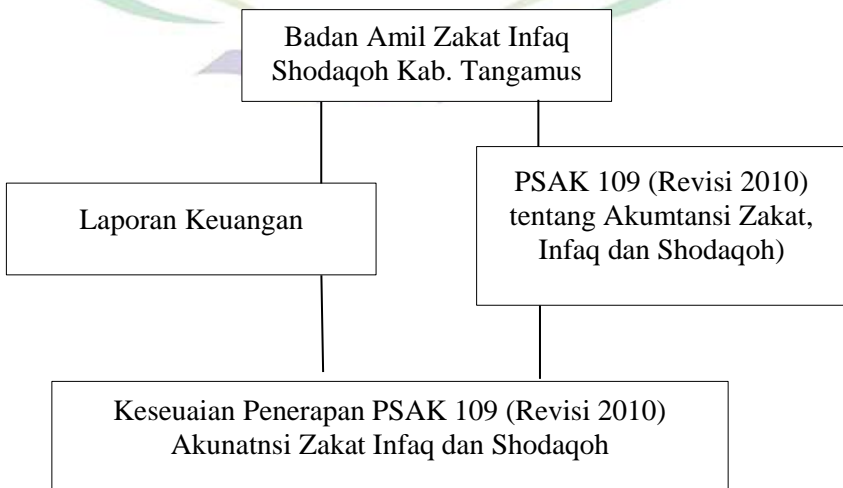 Badan Amil Zakat Infaq
Shodaqoh Kab. Tangamus
Laporan Keuangan
PSAK 109 (Revisi 2010)
tentang Akumtansi Zakat,
Infaq dan Shodaqoh)
Keseuaian Penerapan PSAK 109 (Revisi 2010)
Akunatnsi Zakat Infaq dan Shodaqoh